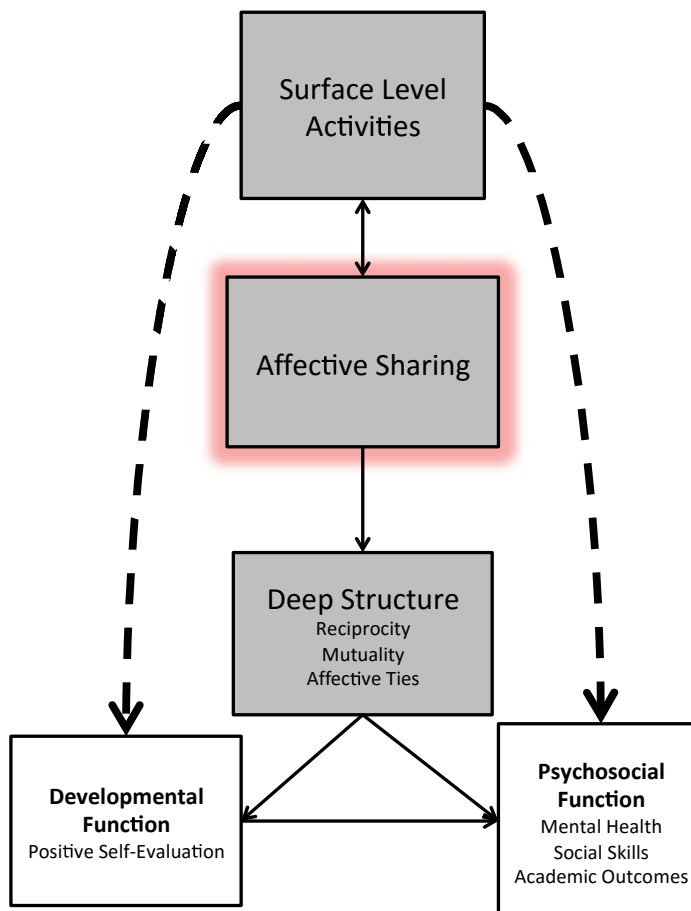 Surface Level
Activities
Affective Sharing
Deep Structure
Reciprocity
Mutuality
Affective Ties
Developmental
Function
Positive Self-Evaluation
Psychosocial
Function
Mental Health
Social Skills
Academic Outcomes